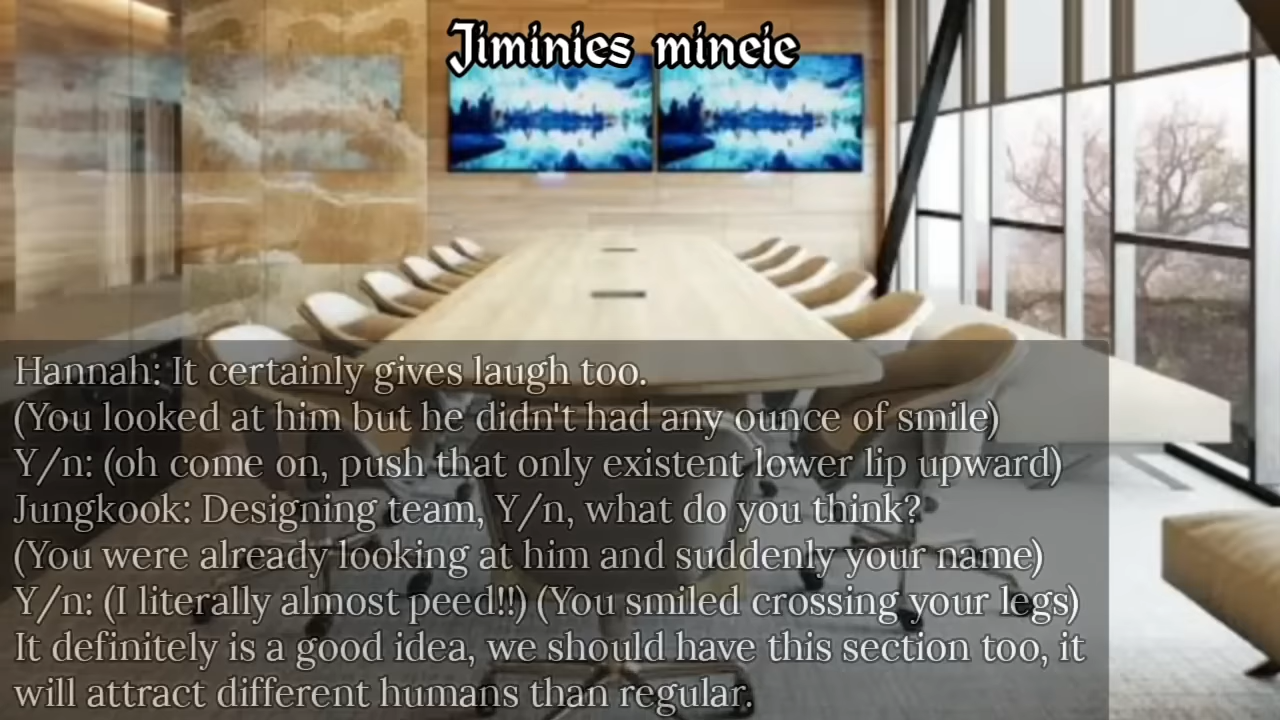 Jiminies mincie
Hannah: It certainly gives laugh too.
(You looked at him but he didn't had any ounce of smile)
Y/n: (oh come on, push that only existent lower lip upward)
Jungkook: Designing team, Y/n, what do you think?
(You were already looking at him and suddenly your name)
Y/n: (I literally almost peed!!) (You smiled crossing your legs)
It definitely is a good idea, we should have this section too, it
will attract different humans than regular.